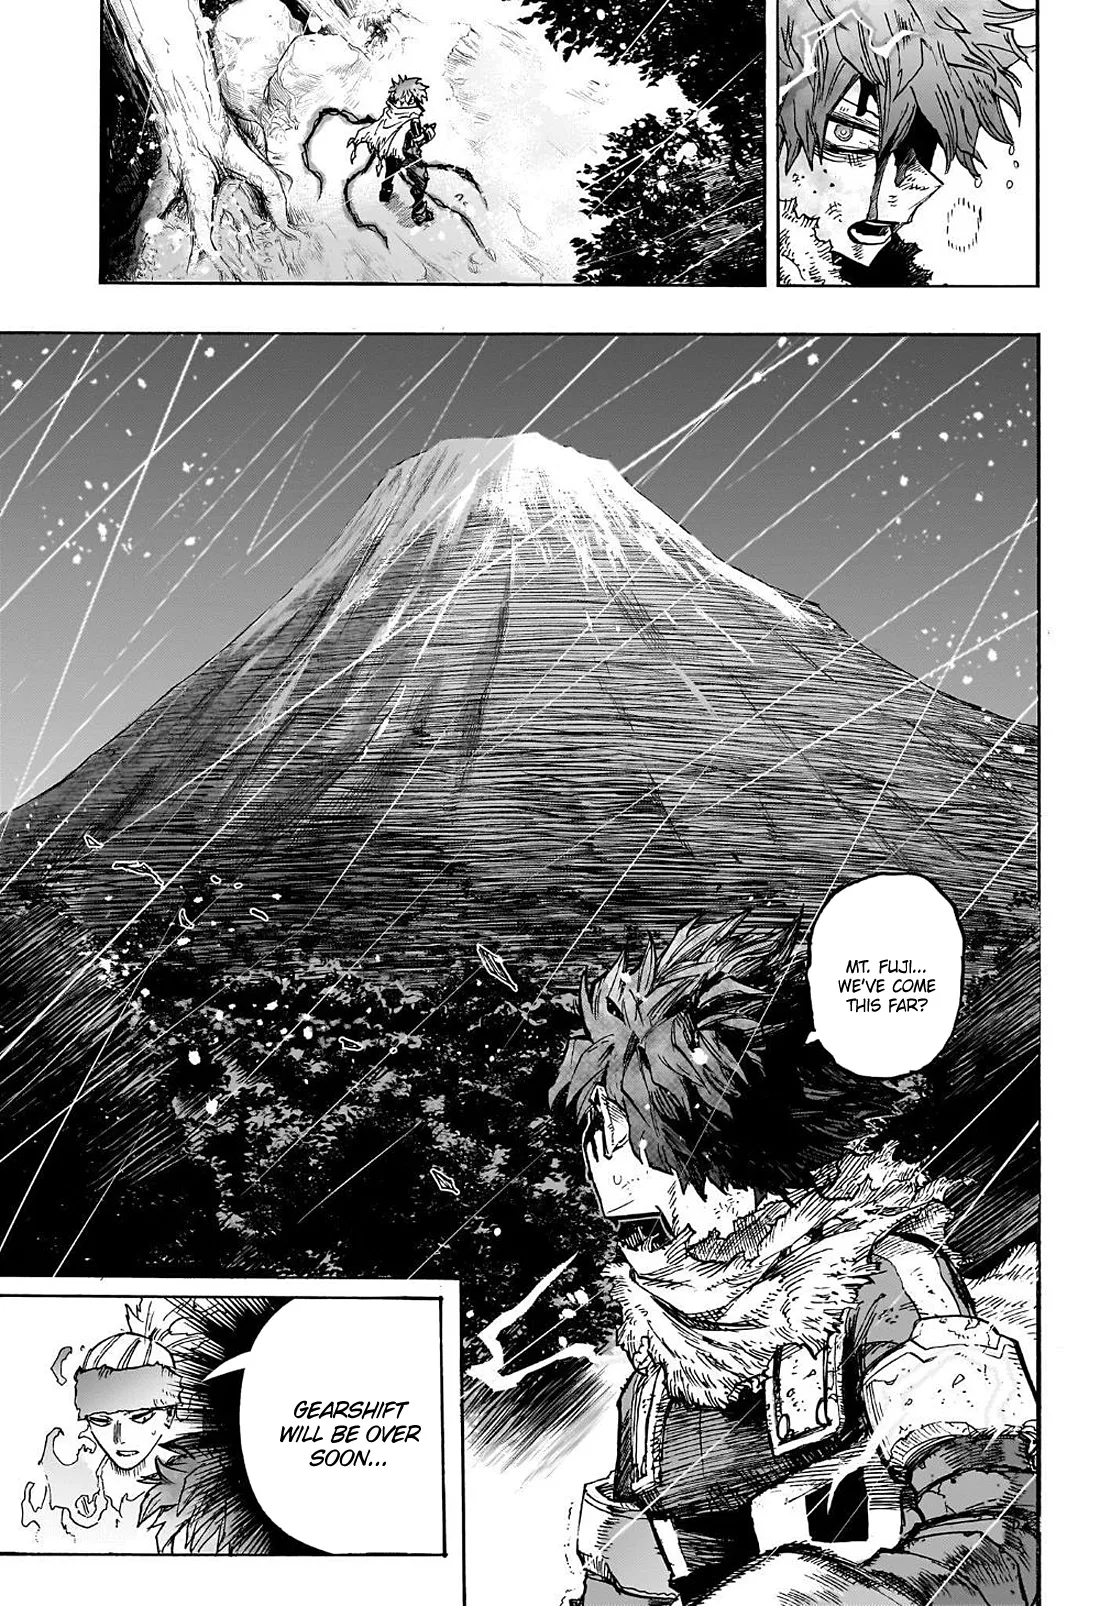 MT. FUJI...
WE'VE COME
THIS FAR?
GEARSHIFT
WILL BE OVER
SOON...